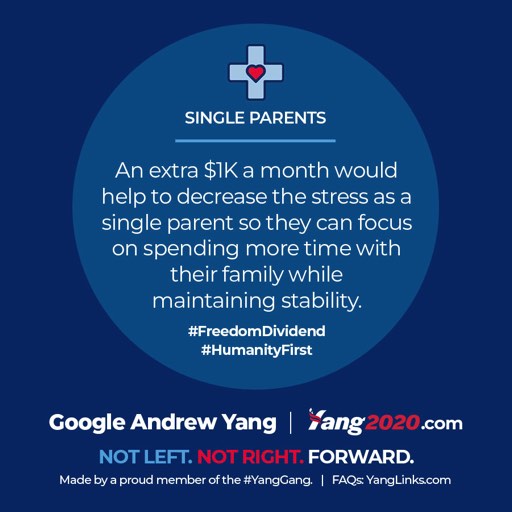 SINGLE PARENTS
An extra $1K a month would
help to decrease the stress as a
single parent so they can focus
on spending more time with
their family while
maintaining stability.
#FreedomDividend
#HumanityFirst
Google Andrew Yang | Yang2020.com
NOT LEFT. NOT RIGHT. FORWARD.
Made by a proud member of the #YangGang. | FAQs: YangLinks.com